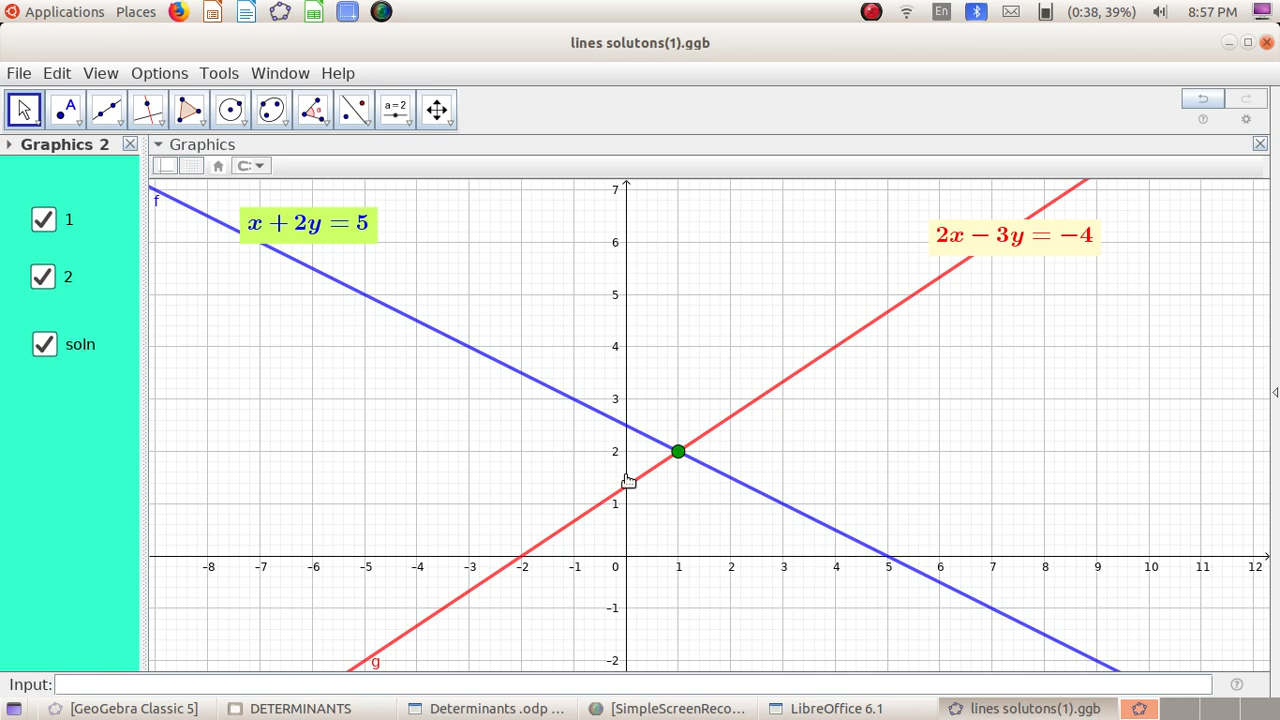 Applications Places En (0:38, 39%) 8:57 PM
lines solutons(1).ggb
File Edit View Options Tools Window Help
A a=2
Graphics 2 Graphics
1
2
soln
f
x + 2y = 5
2x − 3y = −4
g
7
6
5
4
3
2
1
-8 -7 -6 -5 -4 -3 -2 -1 0 1 2 3 4 5 6 7 8 9 10 11 12
-1
-2
Input:
[GeoGebra Classic 5] DETERMINANTS Determinants .odp ... [SimpleScreenReco... LibreOffice 6.1 lines solutons(1).ggb